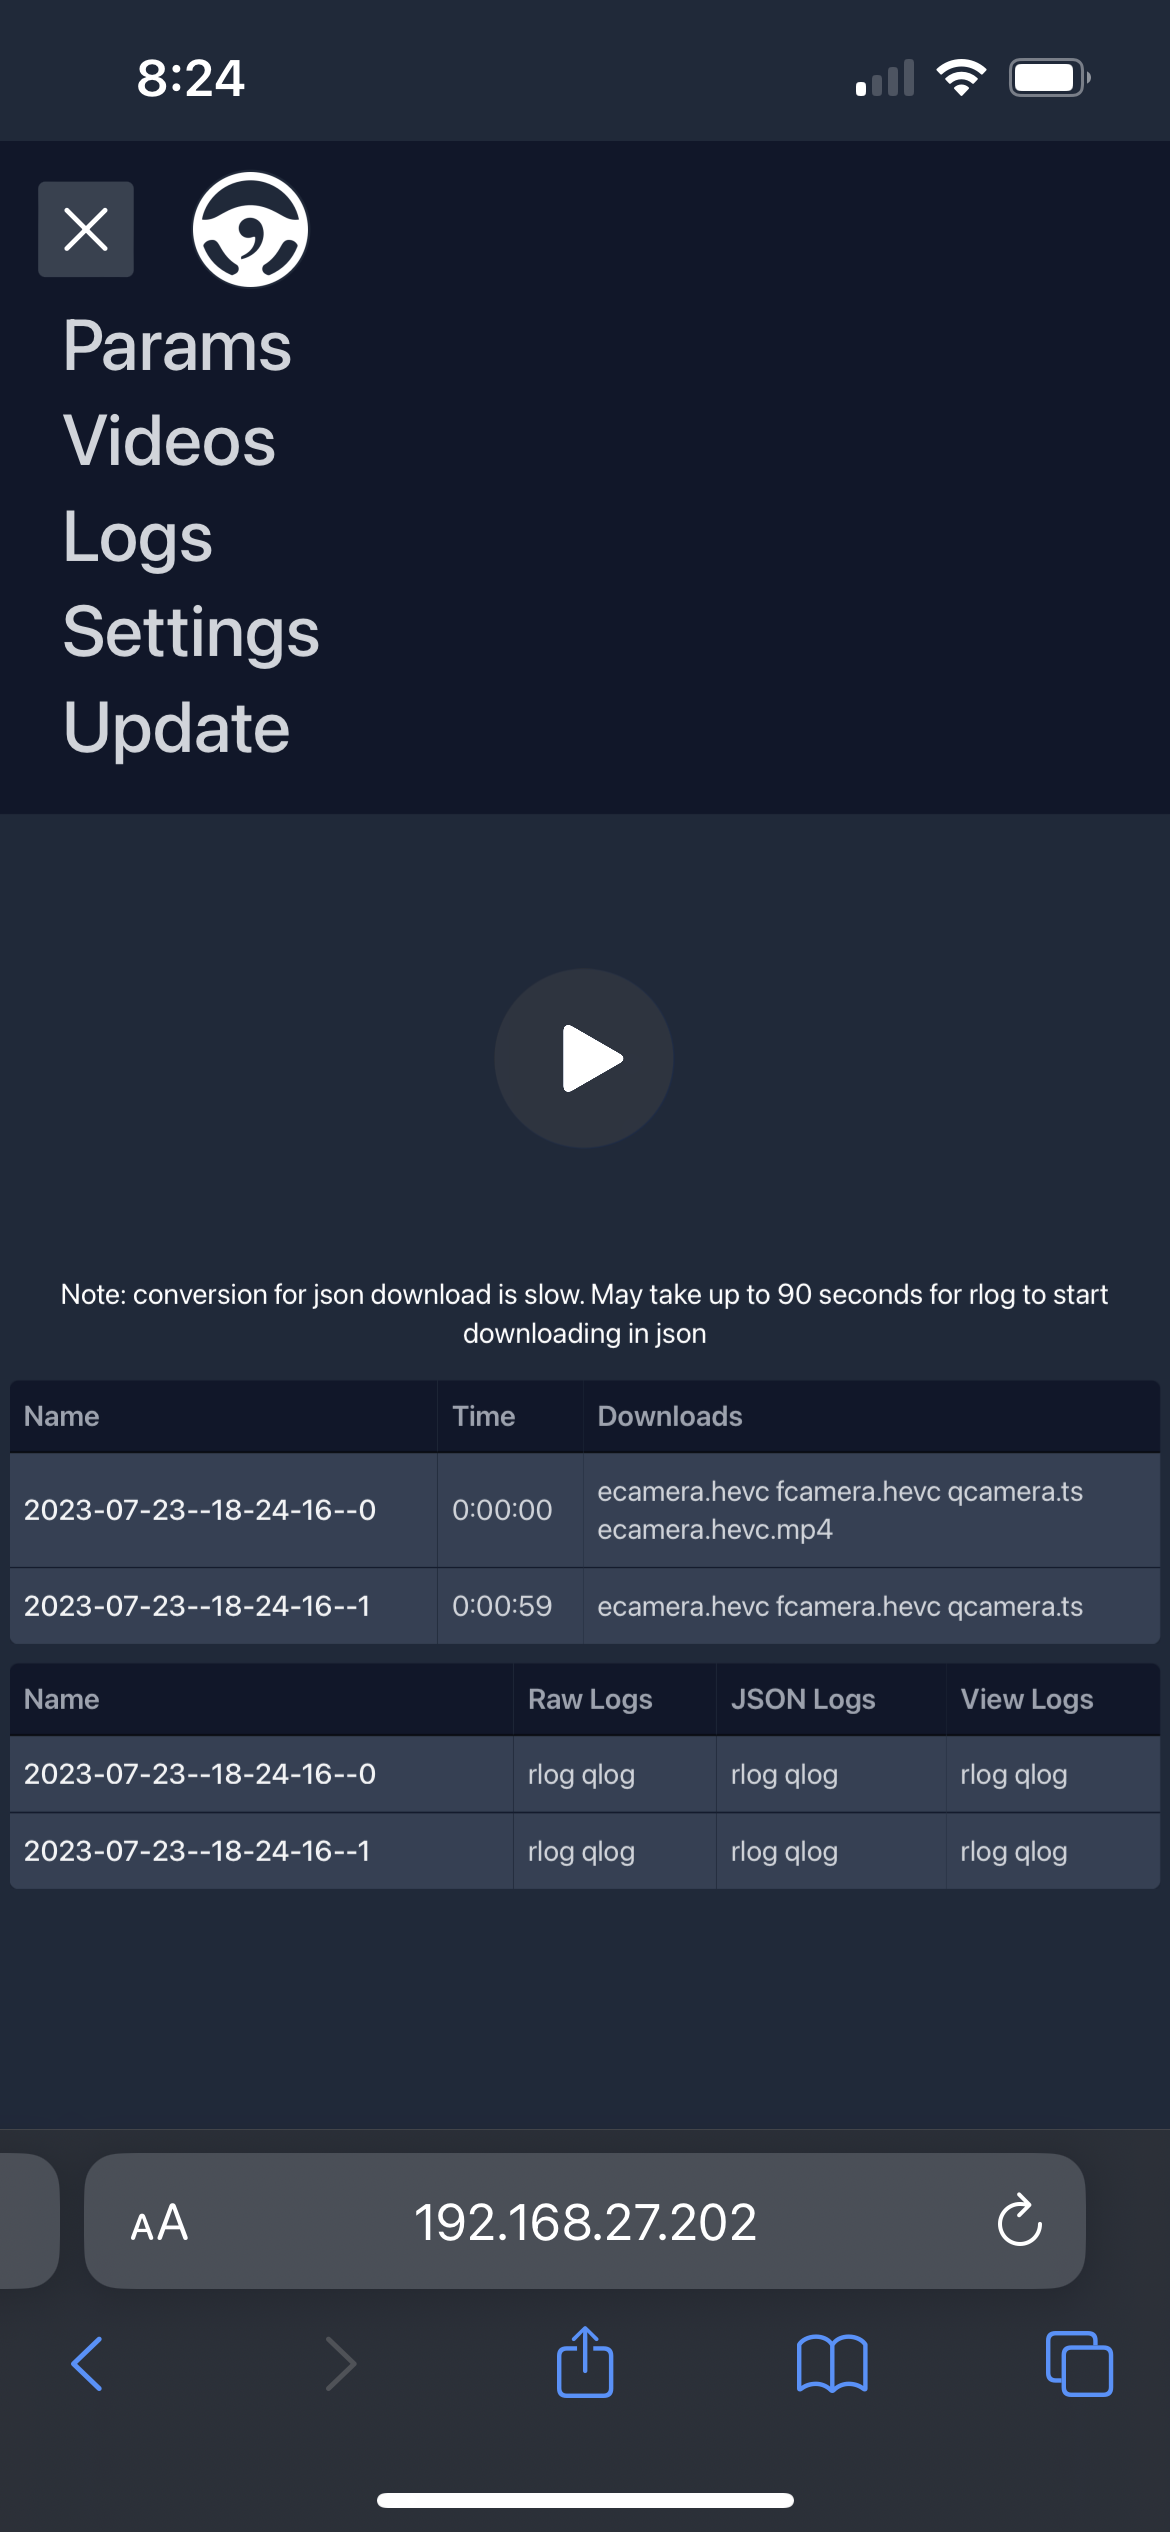 8:24
Params
Videos
Logs
Settings
Update
Note: conversion for json download is slow. May take up to 90 seconds for rlog to start
downloading in json
Name Time Downloads
2023-07-23--18-24-16--0 0:00:00 ecamera.hevc fcamera.hevc qcamera.ts
ecamera.hevc.mp4
2023-07-23--18-24-16--1 0:00:59 ecamera.hevc fcamera.hevc qcamera.ts
Name Raw Logs JSON Logs View Logs
2023-07-23--18-24-16--0 rlog qlog rlog qlog rlog qlog
2023-07-23--18-24-16--1 rlog qlog rlog qlog rlog qlog
AA 192.168.27.202